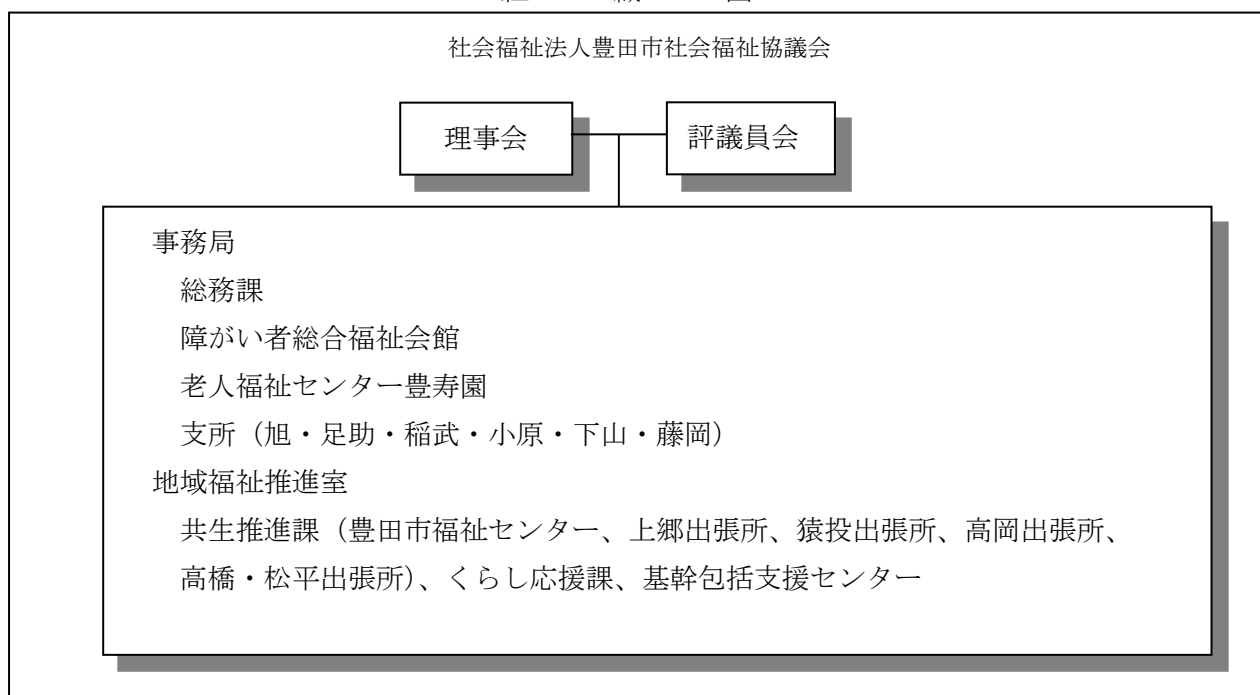 社会福祉法人豊田市社会福祉協議会
理事会
評議員会
事務局
総務課
障がい者総合福祉会館
老人福祉センター豊寿園
支所（旭・足助・稲武・小原・下山・藤岡）
地域福祉推進室
共生推進課（豊田市福祉センター、上郷出張所、猿投出張所、高岡出張所、
高橋・松平出張所）、くらし応援課、基幹包括支援センター